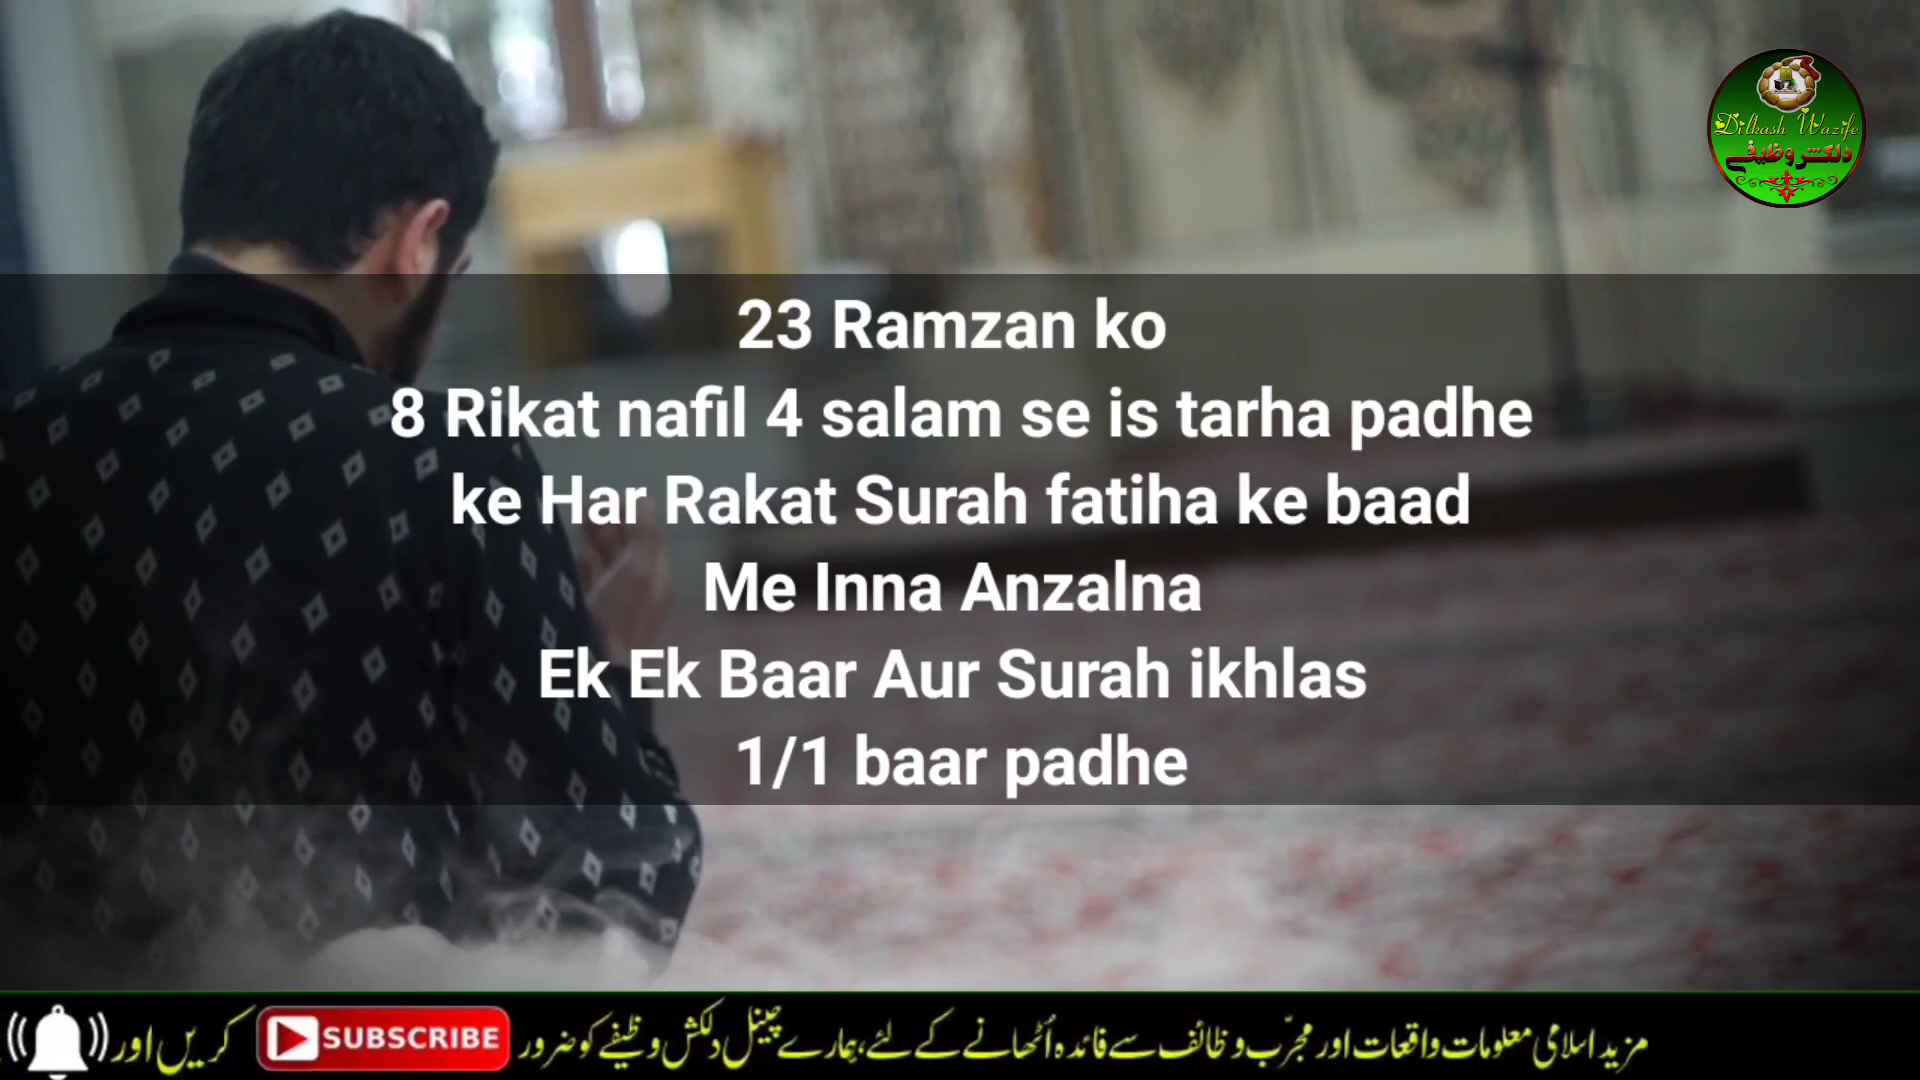 Dilkash Wazife
دلکش وظیفے
23 Ramzan ko
8 Rikat nafil 4 salam se is tarha padhe
ke Har Rakat Surah fatiha ke baad
Me Inna Anzalna
Ek Ek Baar Aur Surah ikhlas
1/1 baar padhe
مزید اسلامی معلومات واقعات اور مجرّب وظائف سے فائدہ اُٹھانے کے لئے، ہمارے چینل دلکش وظیفے کو ضرور SUBSCRIBE کریں اور